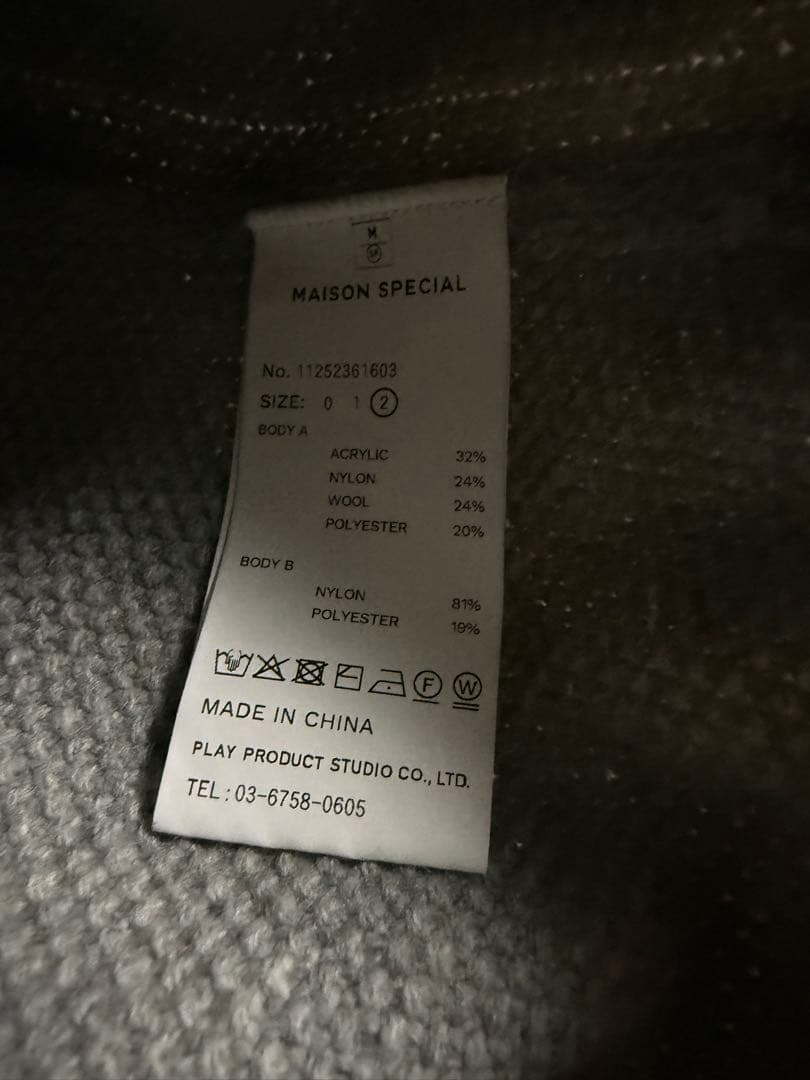 M
SP
MAISON SPECIAL
No. 11252361603
SIZE: 0 1 2
BODY A
ACRYLIC 32%
NYLON 24%
WOOL 24%
POLYESTER 20%
BODY B
NYLON 81%
POLYESTER 19%
F W
MADE IN CHINA
PLAY PRODUCT STUDIO CO., LTD.
TEL : 03-6758-0605